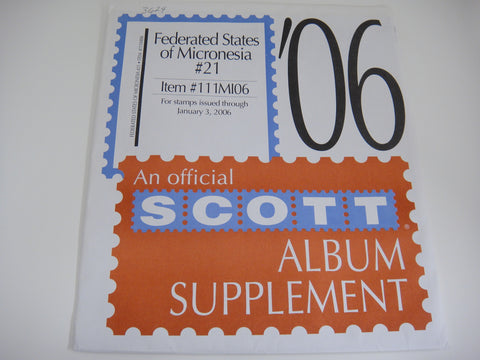 3624
Federated States
of Micronesia
#21
Item #111MI06
For stamps issued through
January 3, 2006
'06
An official
SCOTT®
ALBUM
SUPPLEMENT